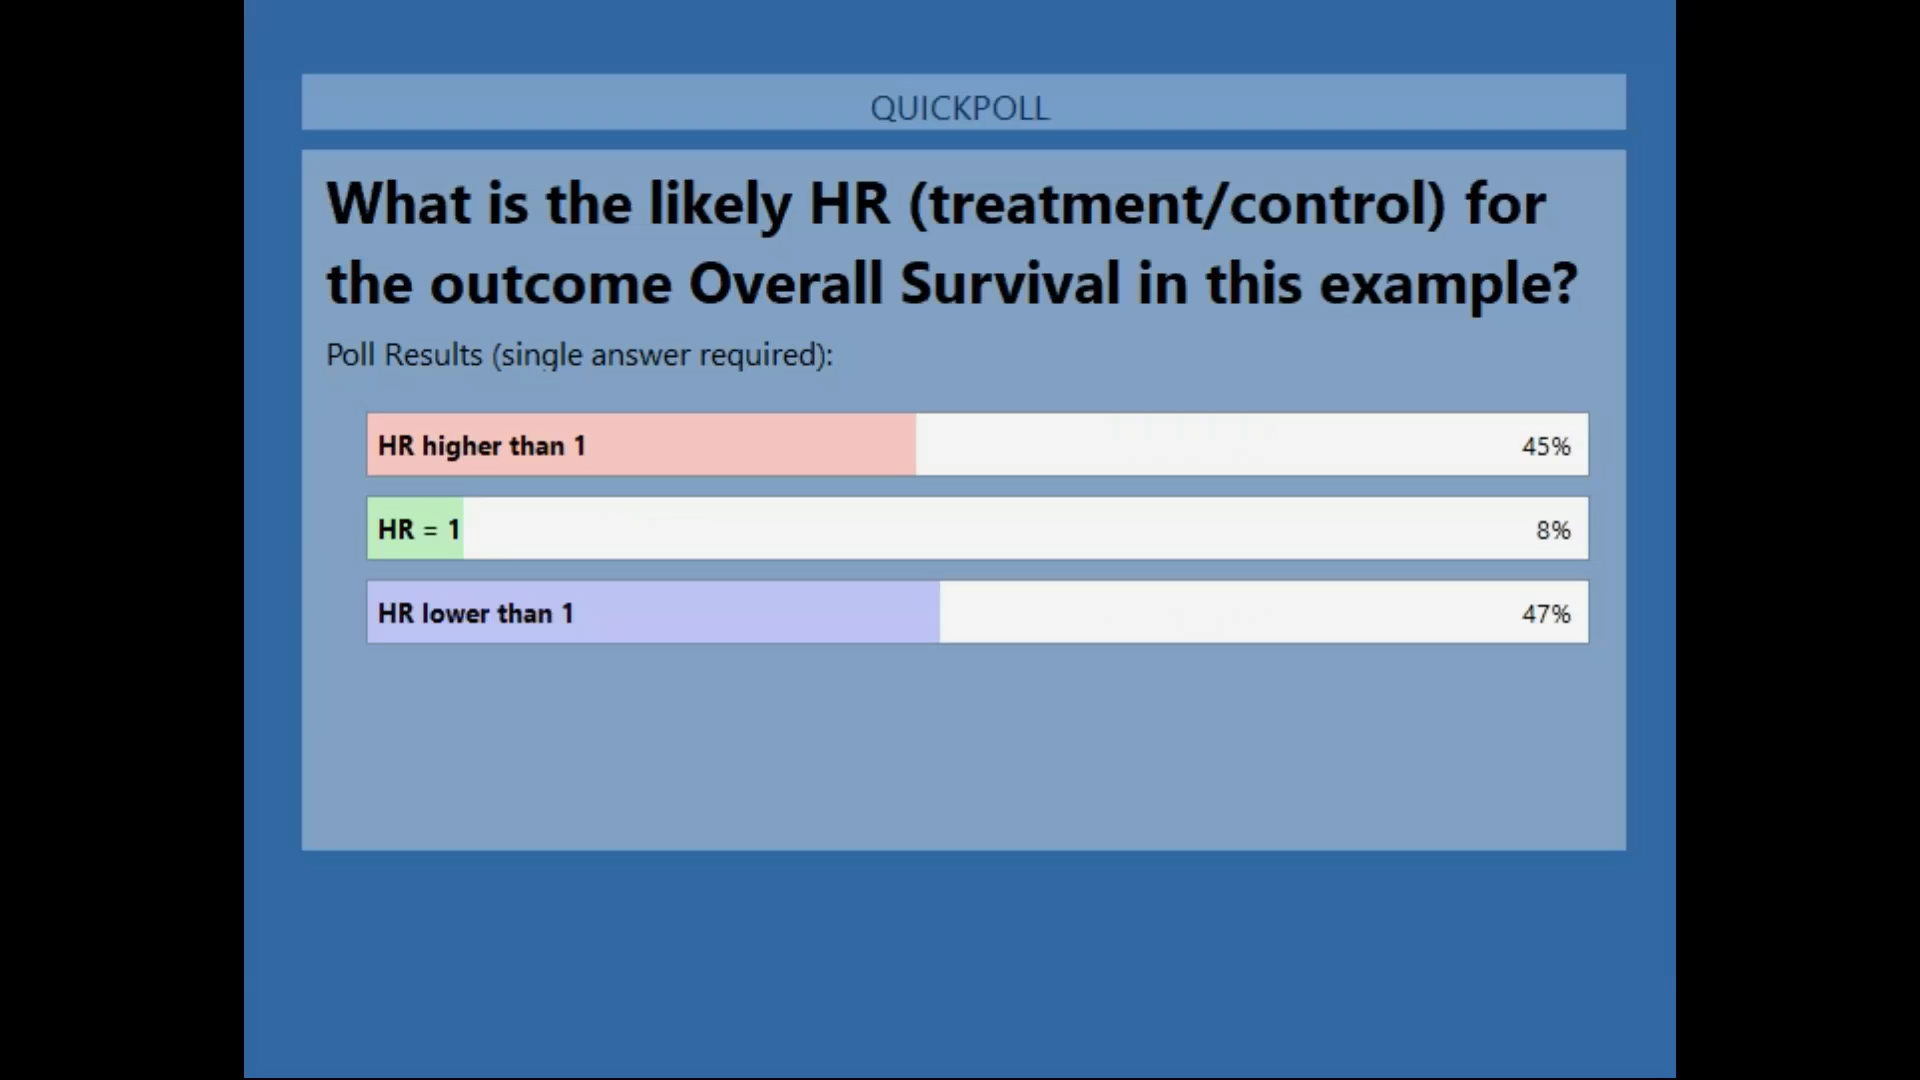 QUICKPOLL
What is the likely HR (treatment/control) for
the outcome Overall Survival in this example?
Poll Results (single answer required):
HR higher than 1 45%
HR = 1 8%
HR lower than 1 47%